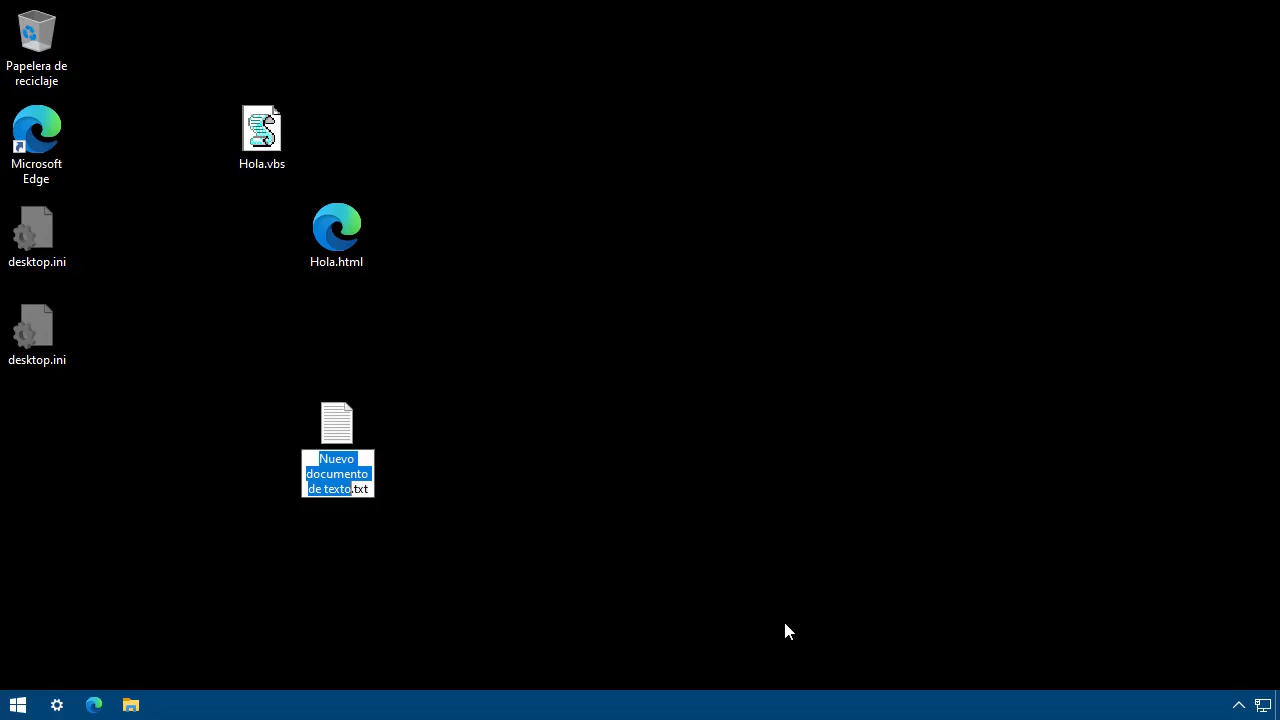 Papelera de
reciclaje
Microsoft
Edge
Hola.vbs
desktop.ini
Hola.html
desktop.ini
Nuevo
documento
de texto.txt